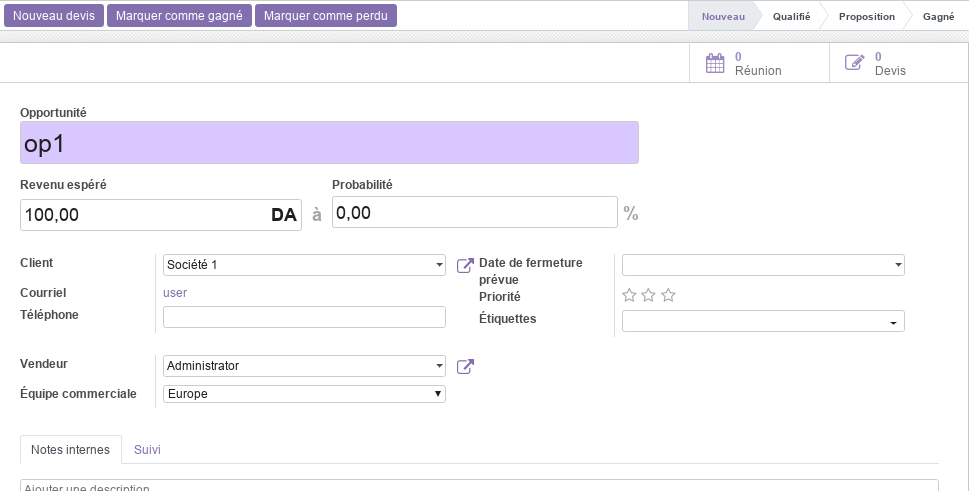 Nouveau devis Marquer comme gagné Marquer comme perdu Nouveau Qualifié Proposition Gagné
0 Réunion
0 Devis
Opportunité
op1
Revenu espéré Probabilité
100,00 DA à 0,00 %
Client Société 1 Date de fermeture prévue
Courriel user Priorité
Téléphone Étiquettes
Vendeur Administrator
Équipe commerciale Europe
Notes internes Suivi
Ajouter une description